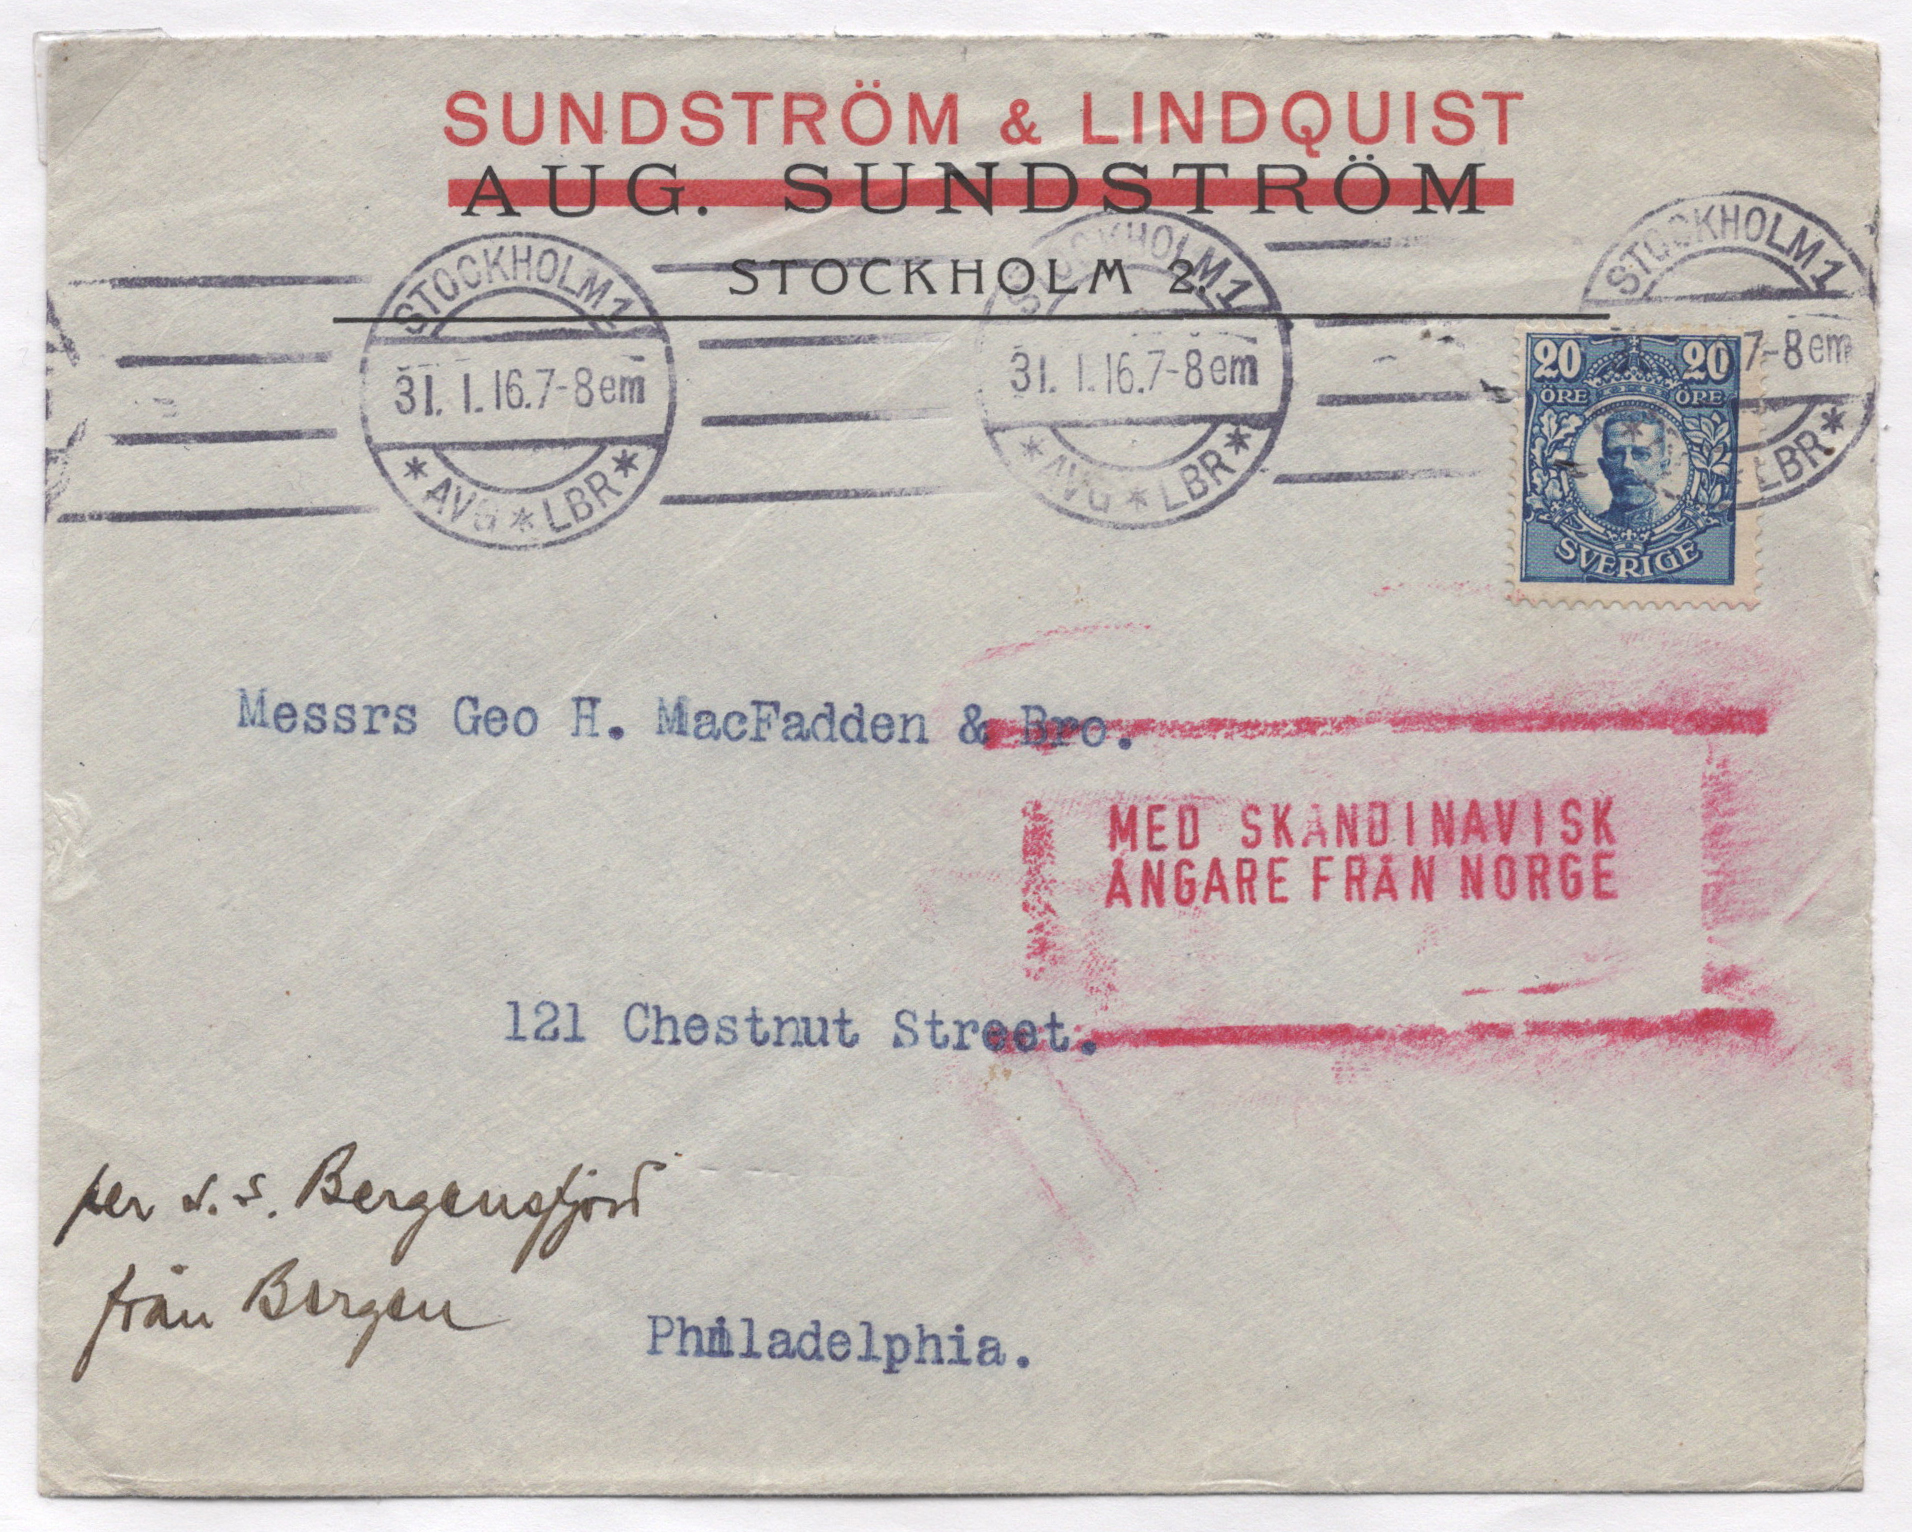 SUNDSTRÖM & LINDQUIST
AUG. SUNDSTRÖM
STOCKHOLM 2.
STOCKHOLM 1
31. 1. 16. 7-8 em
* AVG * LBR *
STOCKHOLM 1
31. 1. 16. 7-8 em
* AVG * LBR *
STOCKHOLM 1
7-8 em
* LBR *
20 20
ÖRE ÖRE
SVERIGE
Messrs Geo H. MacFadden & Bro.
MED SKANDINAVISK
ÅNGARE FRÅN NORGE
121 Chestnut Street.
per s.s. Bergensfjord
från Bergen
Philadelphia.